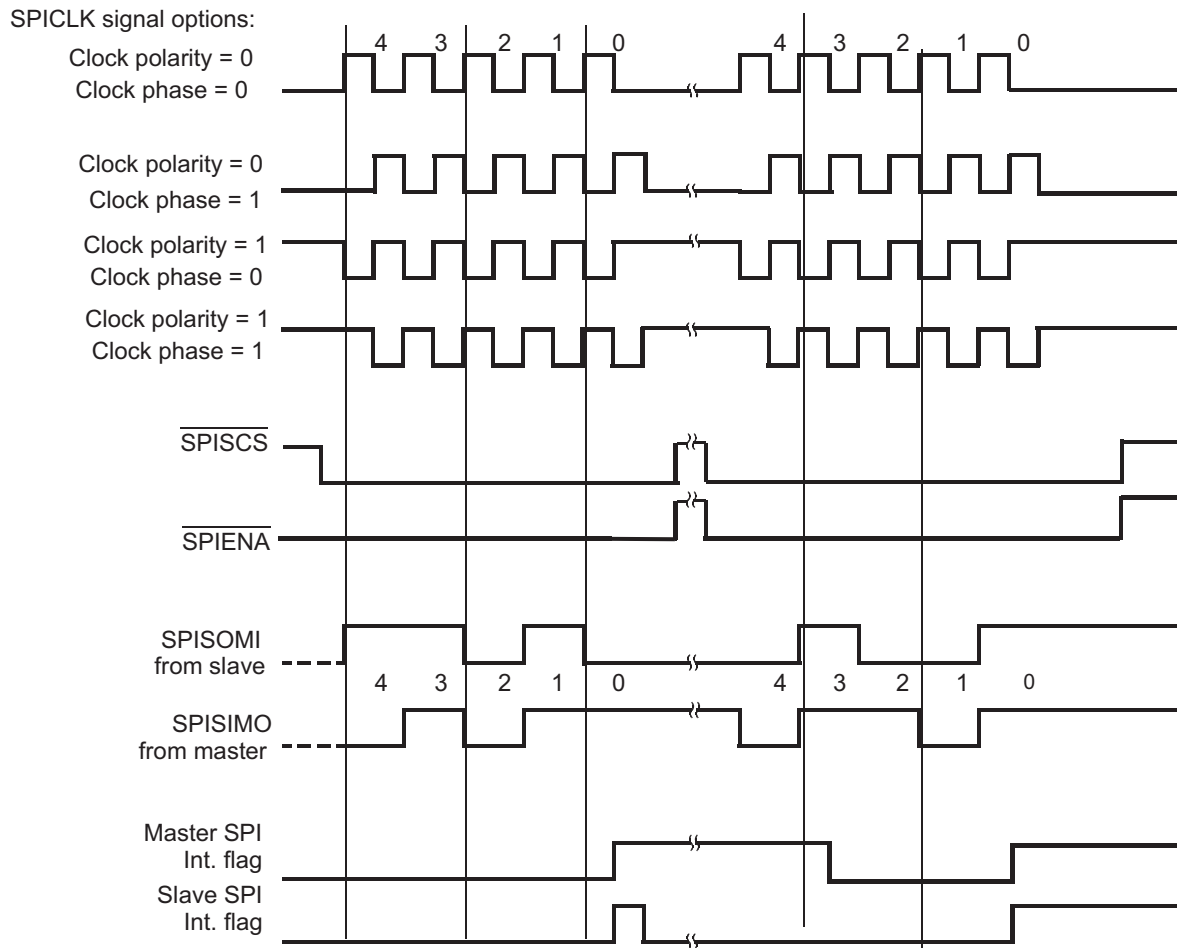 SPICLK signal options:
4 3 2 1 0 4 3 2 1 0
Clock polarity = 0
Clock phase = 0
Clock polarity = 0
Clock phase = 1
Clock polarity = 1
Clock phase = 0
Clock polarity = 1
Clock phase = 1
SPISCS
SPIENA
SPISOMI
from slave
4 3 2 1 0 4 3 2 1 0
SPISIMO
from master
Master SPI
Int. flag
Slave SPI
Int. flag